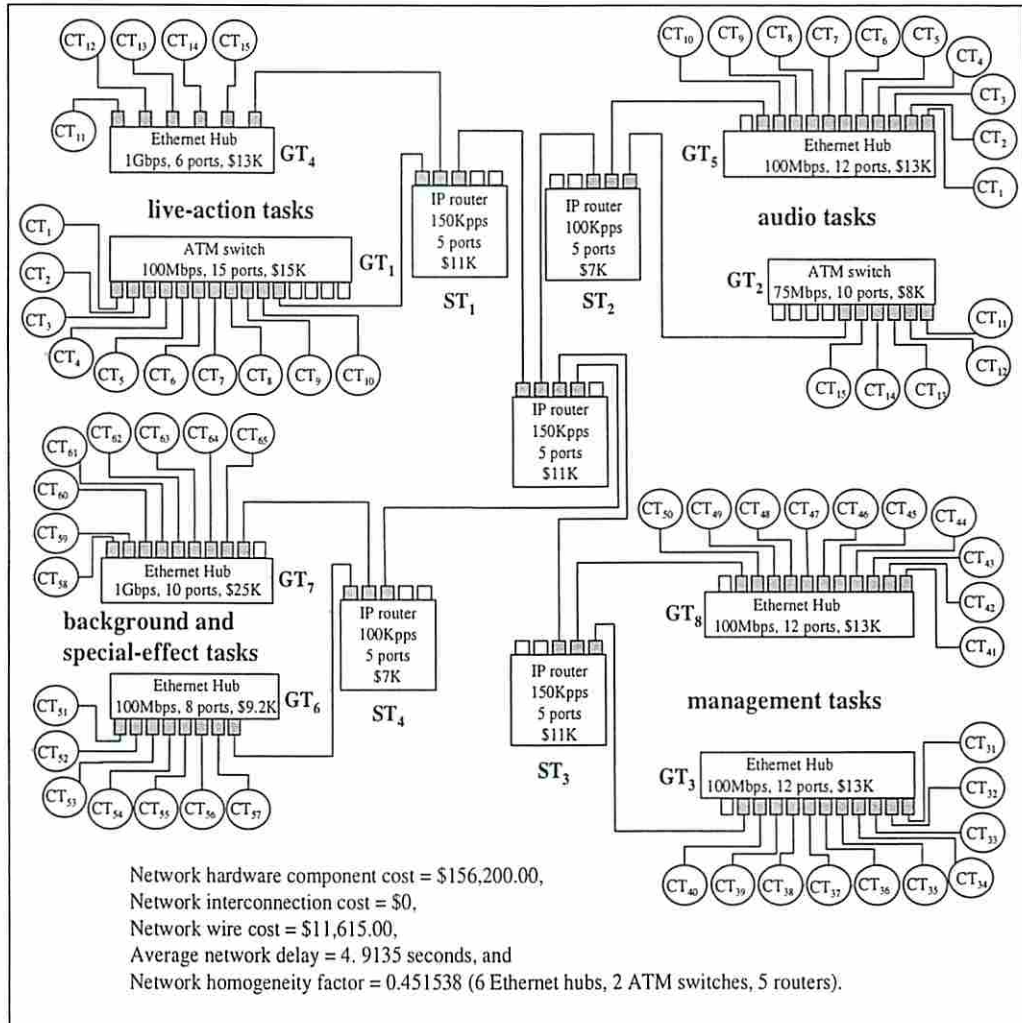 CT12 CT13 CT14 CT15
CT11
Ethernet Hub
1Gbps, 6 ports, $13K
GT4
live-action tasks
CT1
CT2
CT3
CT4
CT5 CT6 CT7 CT8 CT9 CT10
ATM switch
100Mbps, 15 ports, $15K
GT1
IP router
150Kpps
5 ports
$11K
ST1
IP router
100Kpps
5 ports
$7K
ST2
CT10 CT9 CT8 CT7 CT6 CT5
CT4
CT3
CT2
CT1
Ethernet Hub
100Mbps, 12 ports, $13K
GT5
audio tasks
ATM switch
75Mbps, 10 ports, $8K
GT2
CT11
CT12
CT15 CT14 CT13
IP router
150Kpps
5 ports
$11K
CT61 CT62 CT63 CT64 CT65
CT60
CT59
CT58
Ethernet Hub
1Gbps, 10 ports, $25K
GT7
background and
special-effect tasks
Ethernet Hub
100Mbps, 8 ports, $9.2K
GT6
CT51
CT52
CT53 CT54 CT55 CT56 CT57
IP router
100Kpps
5 ports
$7K
ST4
IP router
150Kpps
5 ports
$11K
ST3
CT50 CT49 CT48 CT47 CT46 CT45 CT44
CT43
CT42
CT41
Ethernet Hub
100Mbps, 12 ports, $13K
GT8
management tasks
Ethernet Hub
100Mbps, 12 ports, $13K
GT3
CT31
CT32
CT33
CT40 CT39 CT38 CT37 CT36 CT35 CT34
Network hardware component cost = $156,200.00,
Network interconnection cost = $0,
Network wire cost = $11,615.00,
Average network delay = 4. 9135 seconds, and
Network homogeneity factor = 0.451538 (6 Ethernet hubs, 2 ATM switches, 5 routers).